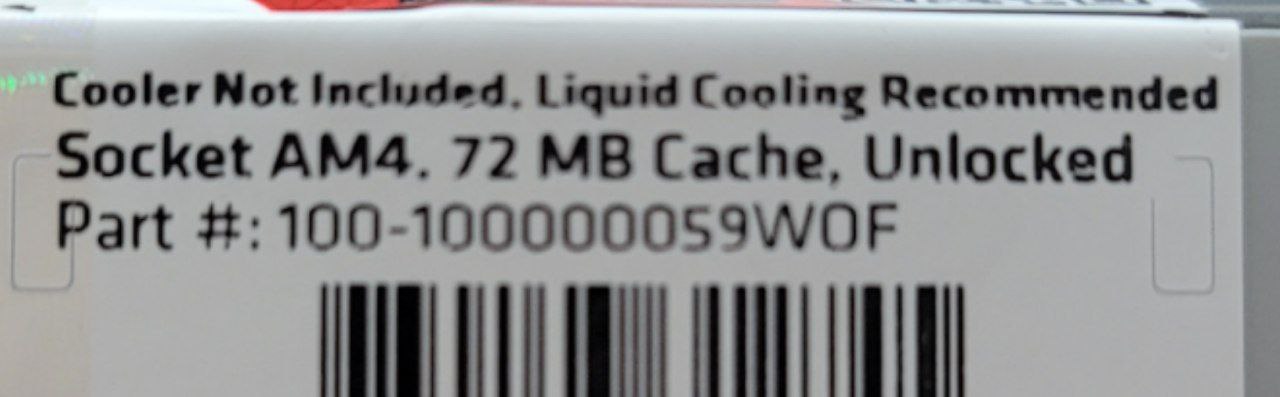 Cooler Not Included. Liquid Cooling Recommended
Socket AM4. 72 MB Cache, Unlocked
Part #: 100-100000059WOF